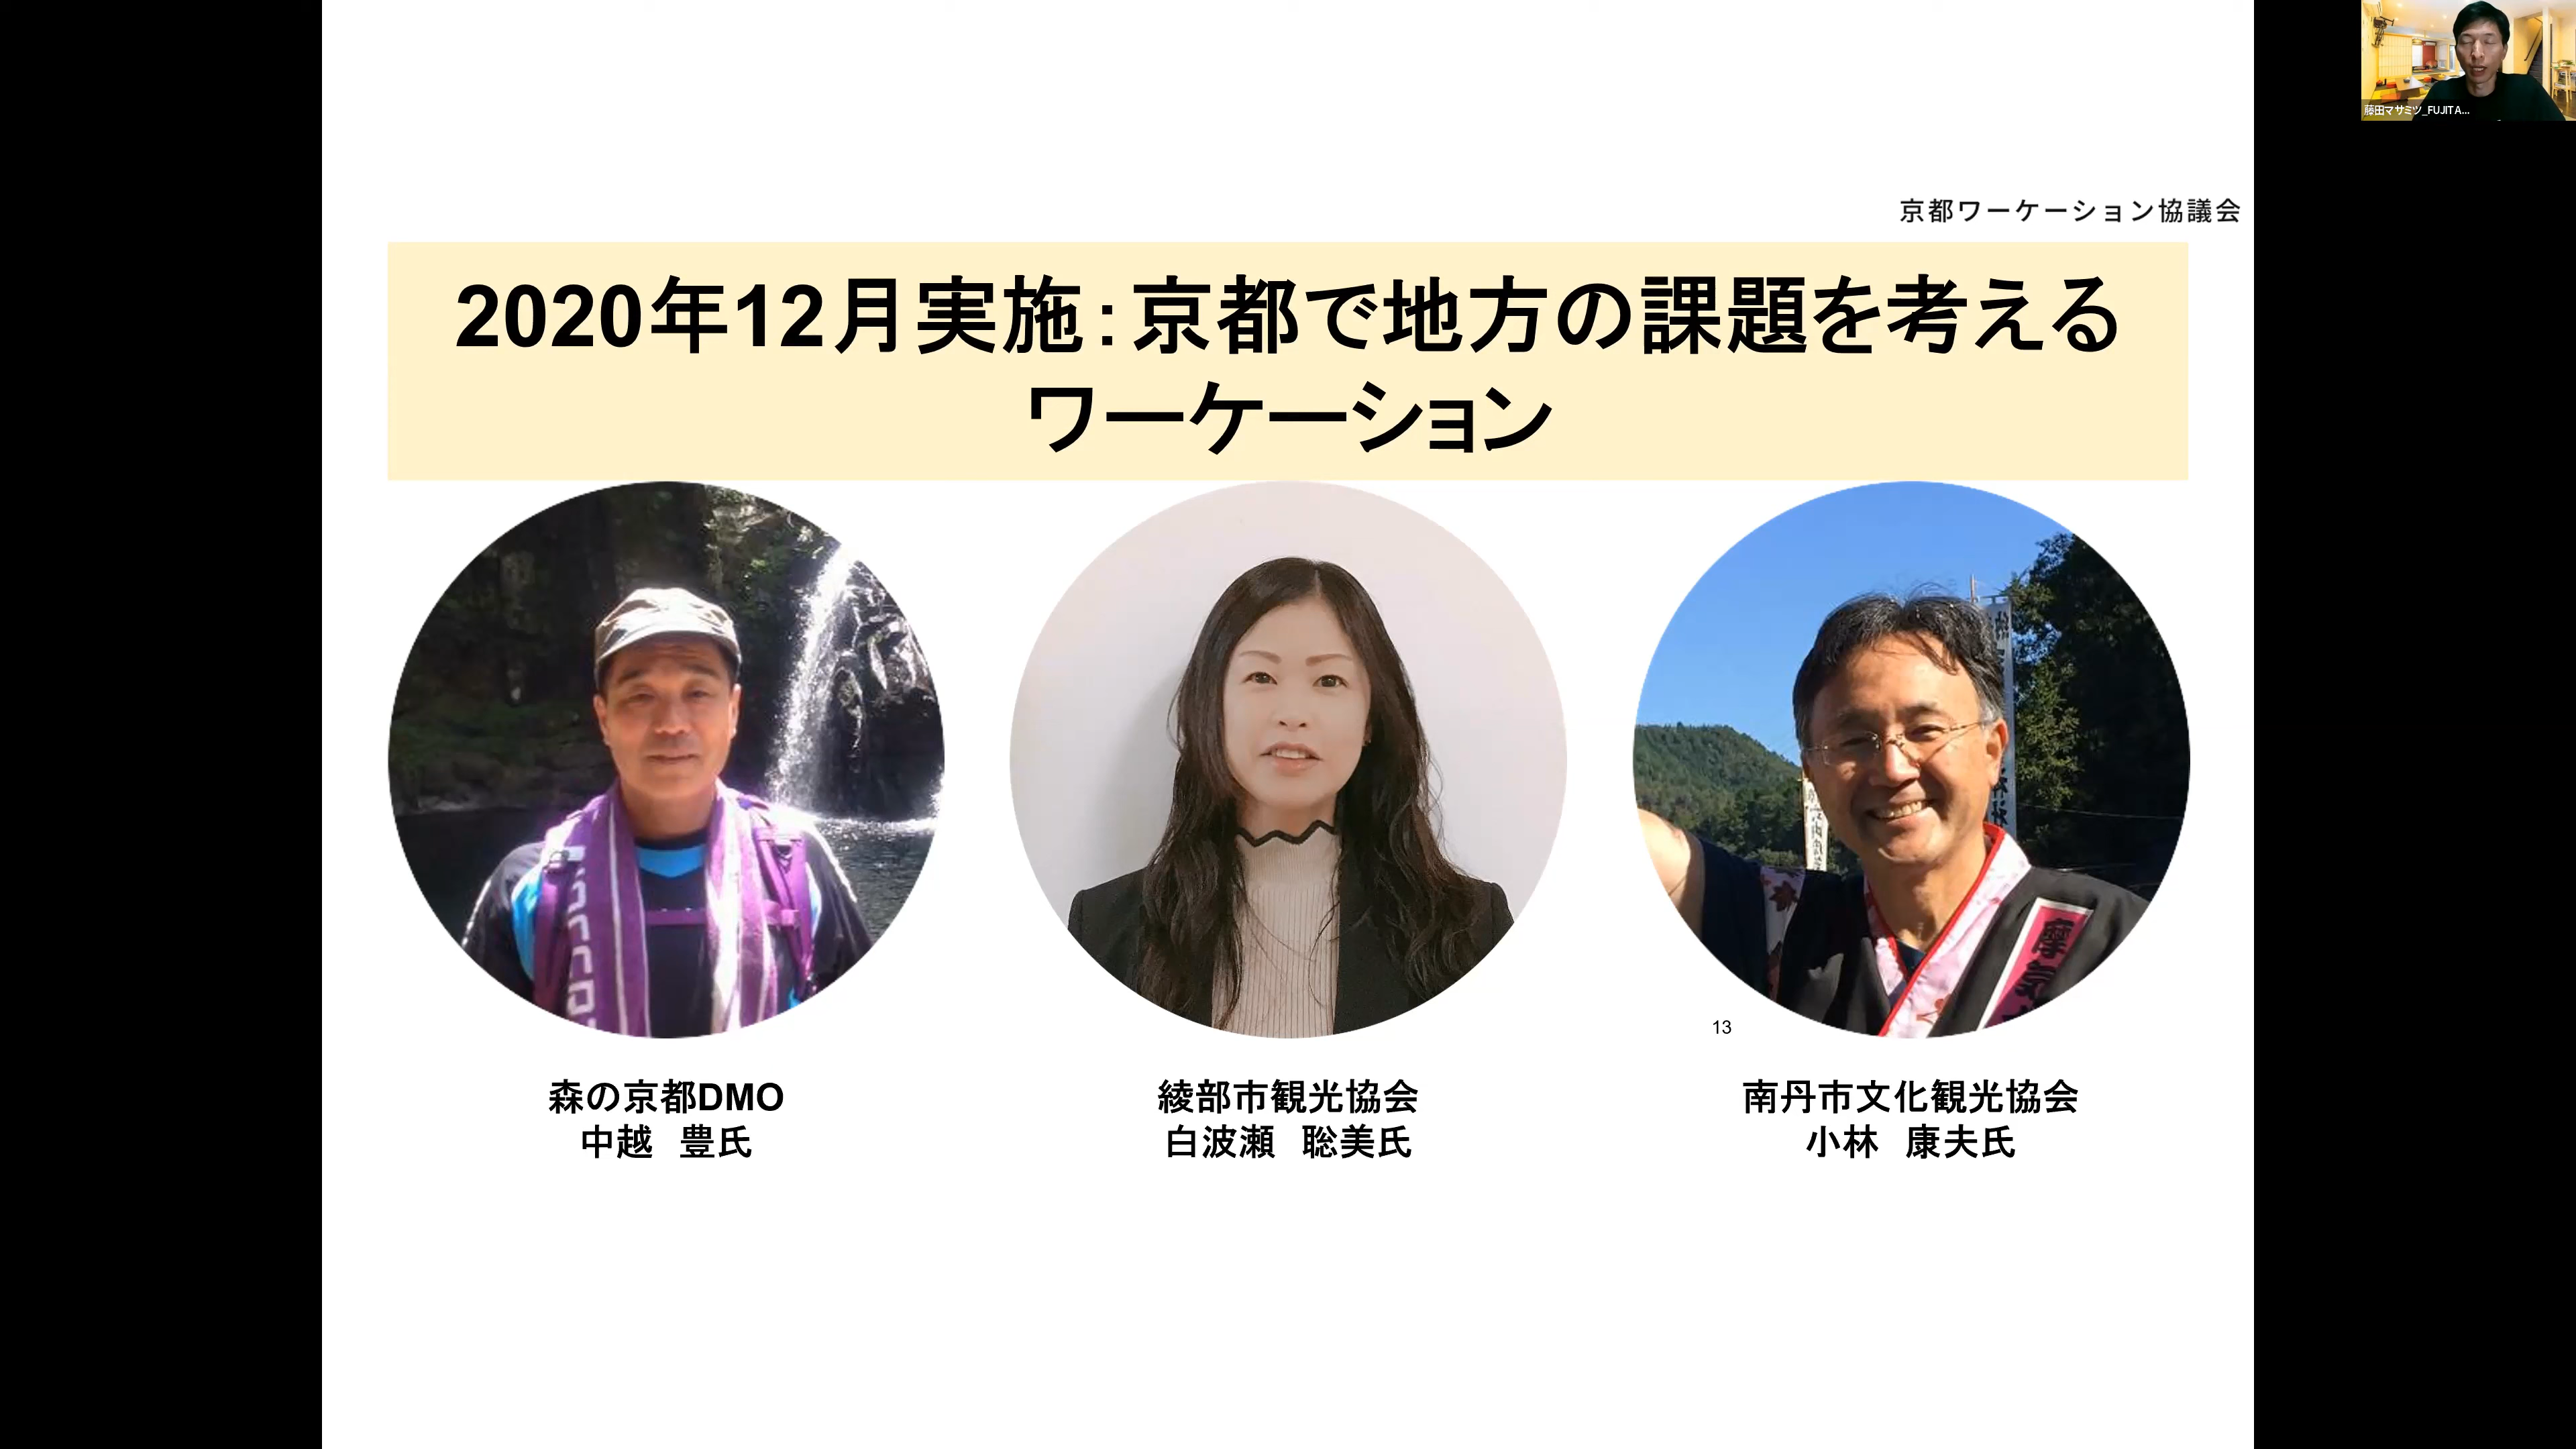 藤田マサミツ_FUJITA...
京都ワーケーション協議会
2020年12月実施：京都で地方の課題を考える
ワーケーション
13
森の京都DMO
中越　豊氏
綾部市観光協会
白波瀬　聡美氏
南丹市文化観光協会
小林　康夫氏